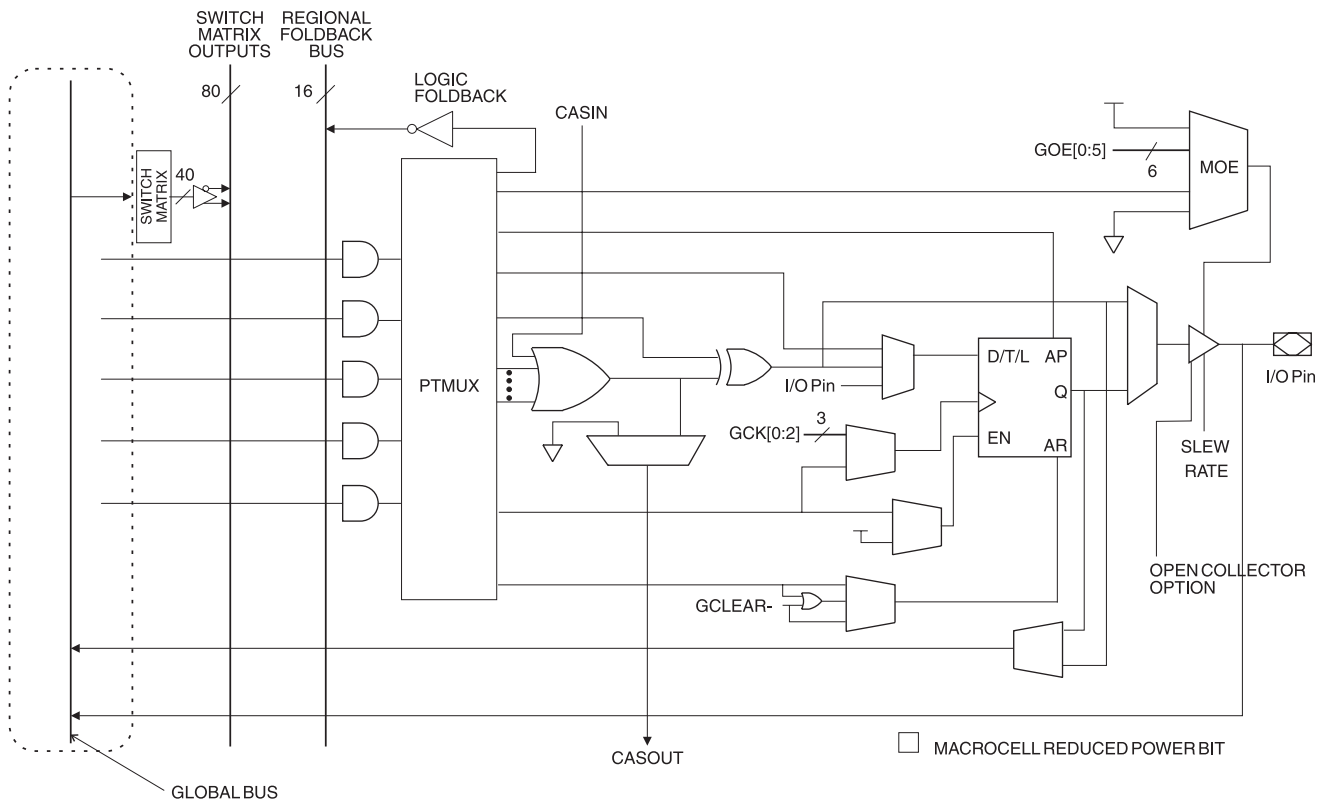 SWITCH
MATRIX
OUTPUTS
REGIONAL
FOLDBACK
BUS
80
16
LOGIC
FOLDBACK
CASIN
GOE[0:5]
6
MOE
SWITCH
MATRIX
40
PTMUX
I/O Pin
D/T/L AP
Q
EN
AR
I/O Pin
GCK[0:2]
3
SLEW
RATE
OPEN COLLECTOR
OPTION
GCLEAR-
CASOUT
MACROCELL REDUCED POWER BIT
GLOBAL BUS